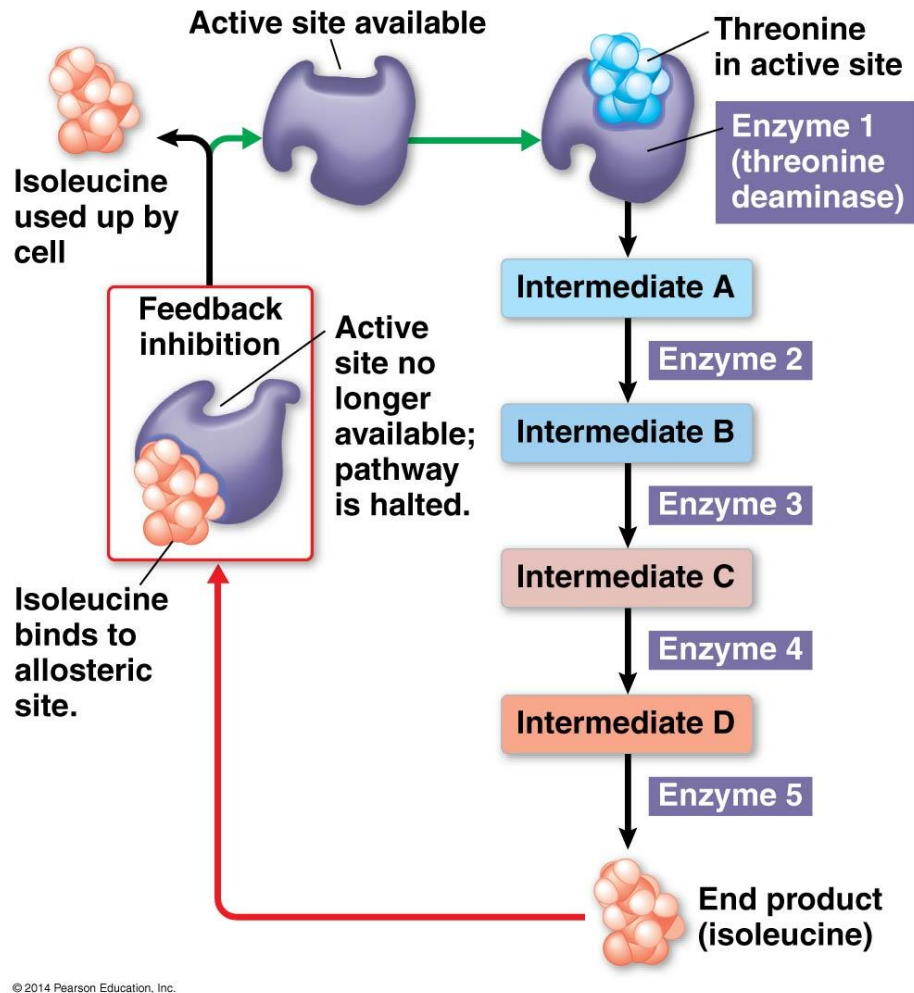 Active site available
Threonine
in active site
Enzyme 1
(threonine
deaminase)
Isoleucine
used up by
cell
Feedback
inhibition
Active
site no
longer
available;
pathway
is halted.
Isoleucine
binds to
allosteric
site.
Intermediate A
Enzyme 2
Intermediate B
Enzyme 3
Intermediate C
Enzyme 4
Intermediate D
Enzyme 5
End product
(isoleucine)
© 2014 Pearson Education, Inc.